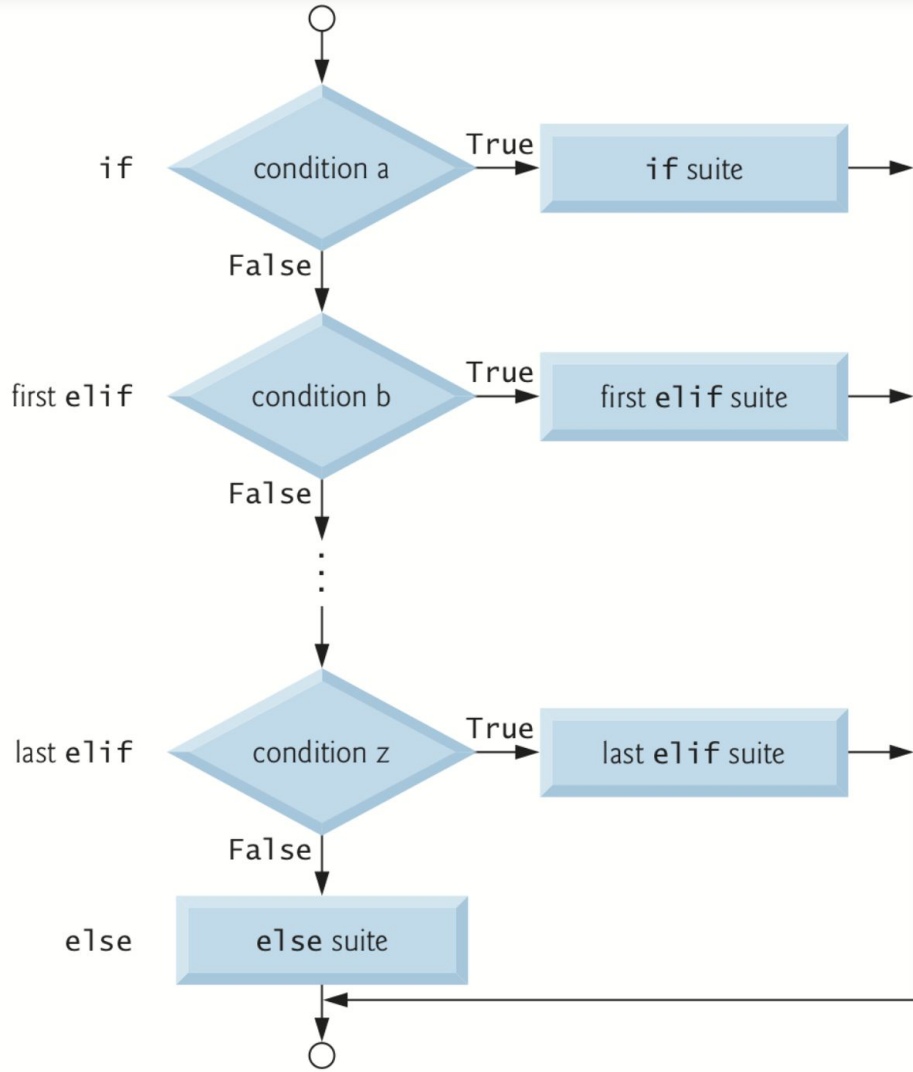 if
condition a
True
if suite
False
first elif
condition b
True
first elif suite
False
last elif
condition z
True
last elif suite
False
else
else suite